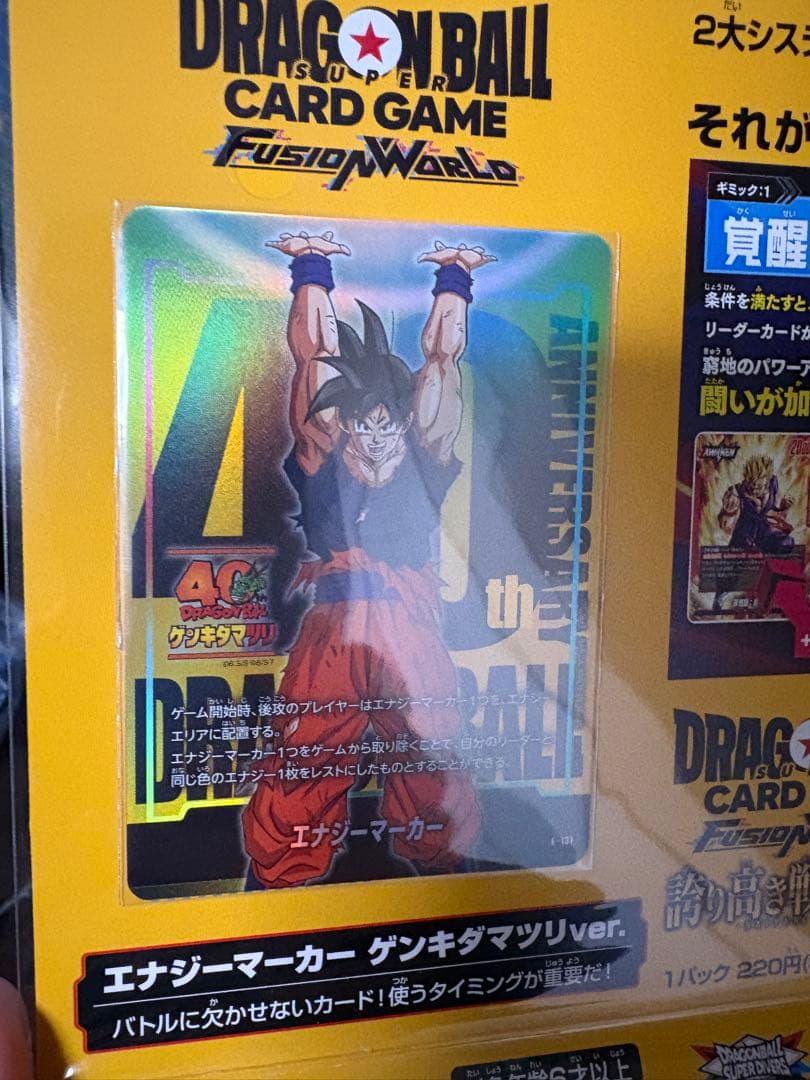 DRAGON BALL
SUPER
CARD GAME
FUSION WORLD
40th
ANNIVERSARY
DRAGON BALL
40
DRAGON BALL
ゲンキダマツリ
ゲーム開始時、後攻のプレイヤーはエナジーマーカー1つを、エナジー
エリアに配置する。
エナジーマーカー1つをゲームから取り除くことで、自分のリーダーと
同じ色のエナジー1枚をレストにしたものとすることができる。
エナジーマーカー
エナジーマーカー ゲンキダマツリver.
バトルに欠かせないカード!使うタイミングが重要だ!
2大シス
それが
ギミック:1
覚醒
条件を満たすと
リーダーカードが
窮地のパワーア
闘いが加
AWAKEN
DRAG
CARD
FUSION
誇り高き戦
1パック 220円(
DRAGONBALL
SUPER DIVERS